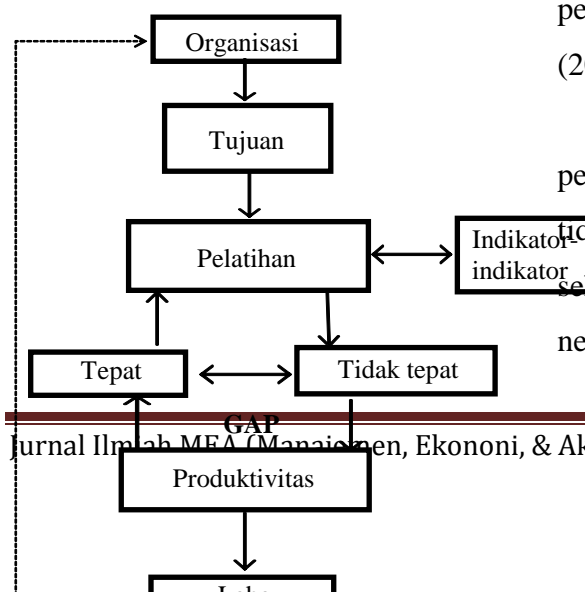 Organisasi
Tujuan
Pelatihan
Indikator-
indikator
Tepat
Tidak tepat
GAP
Jurnal Ilmiah MEA (Manajemen, Ekononi, & Ak
Produktivitas
pe
(20
pe
tid
se
ne